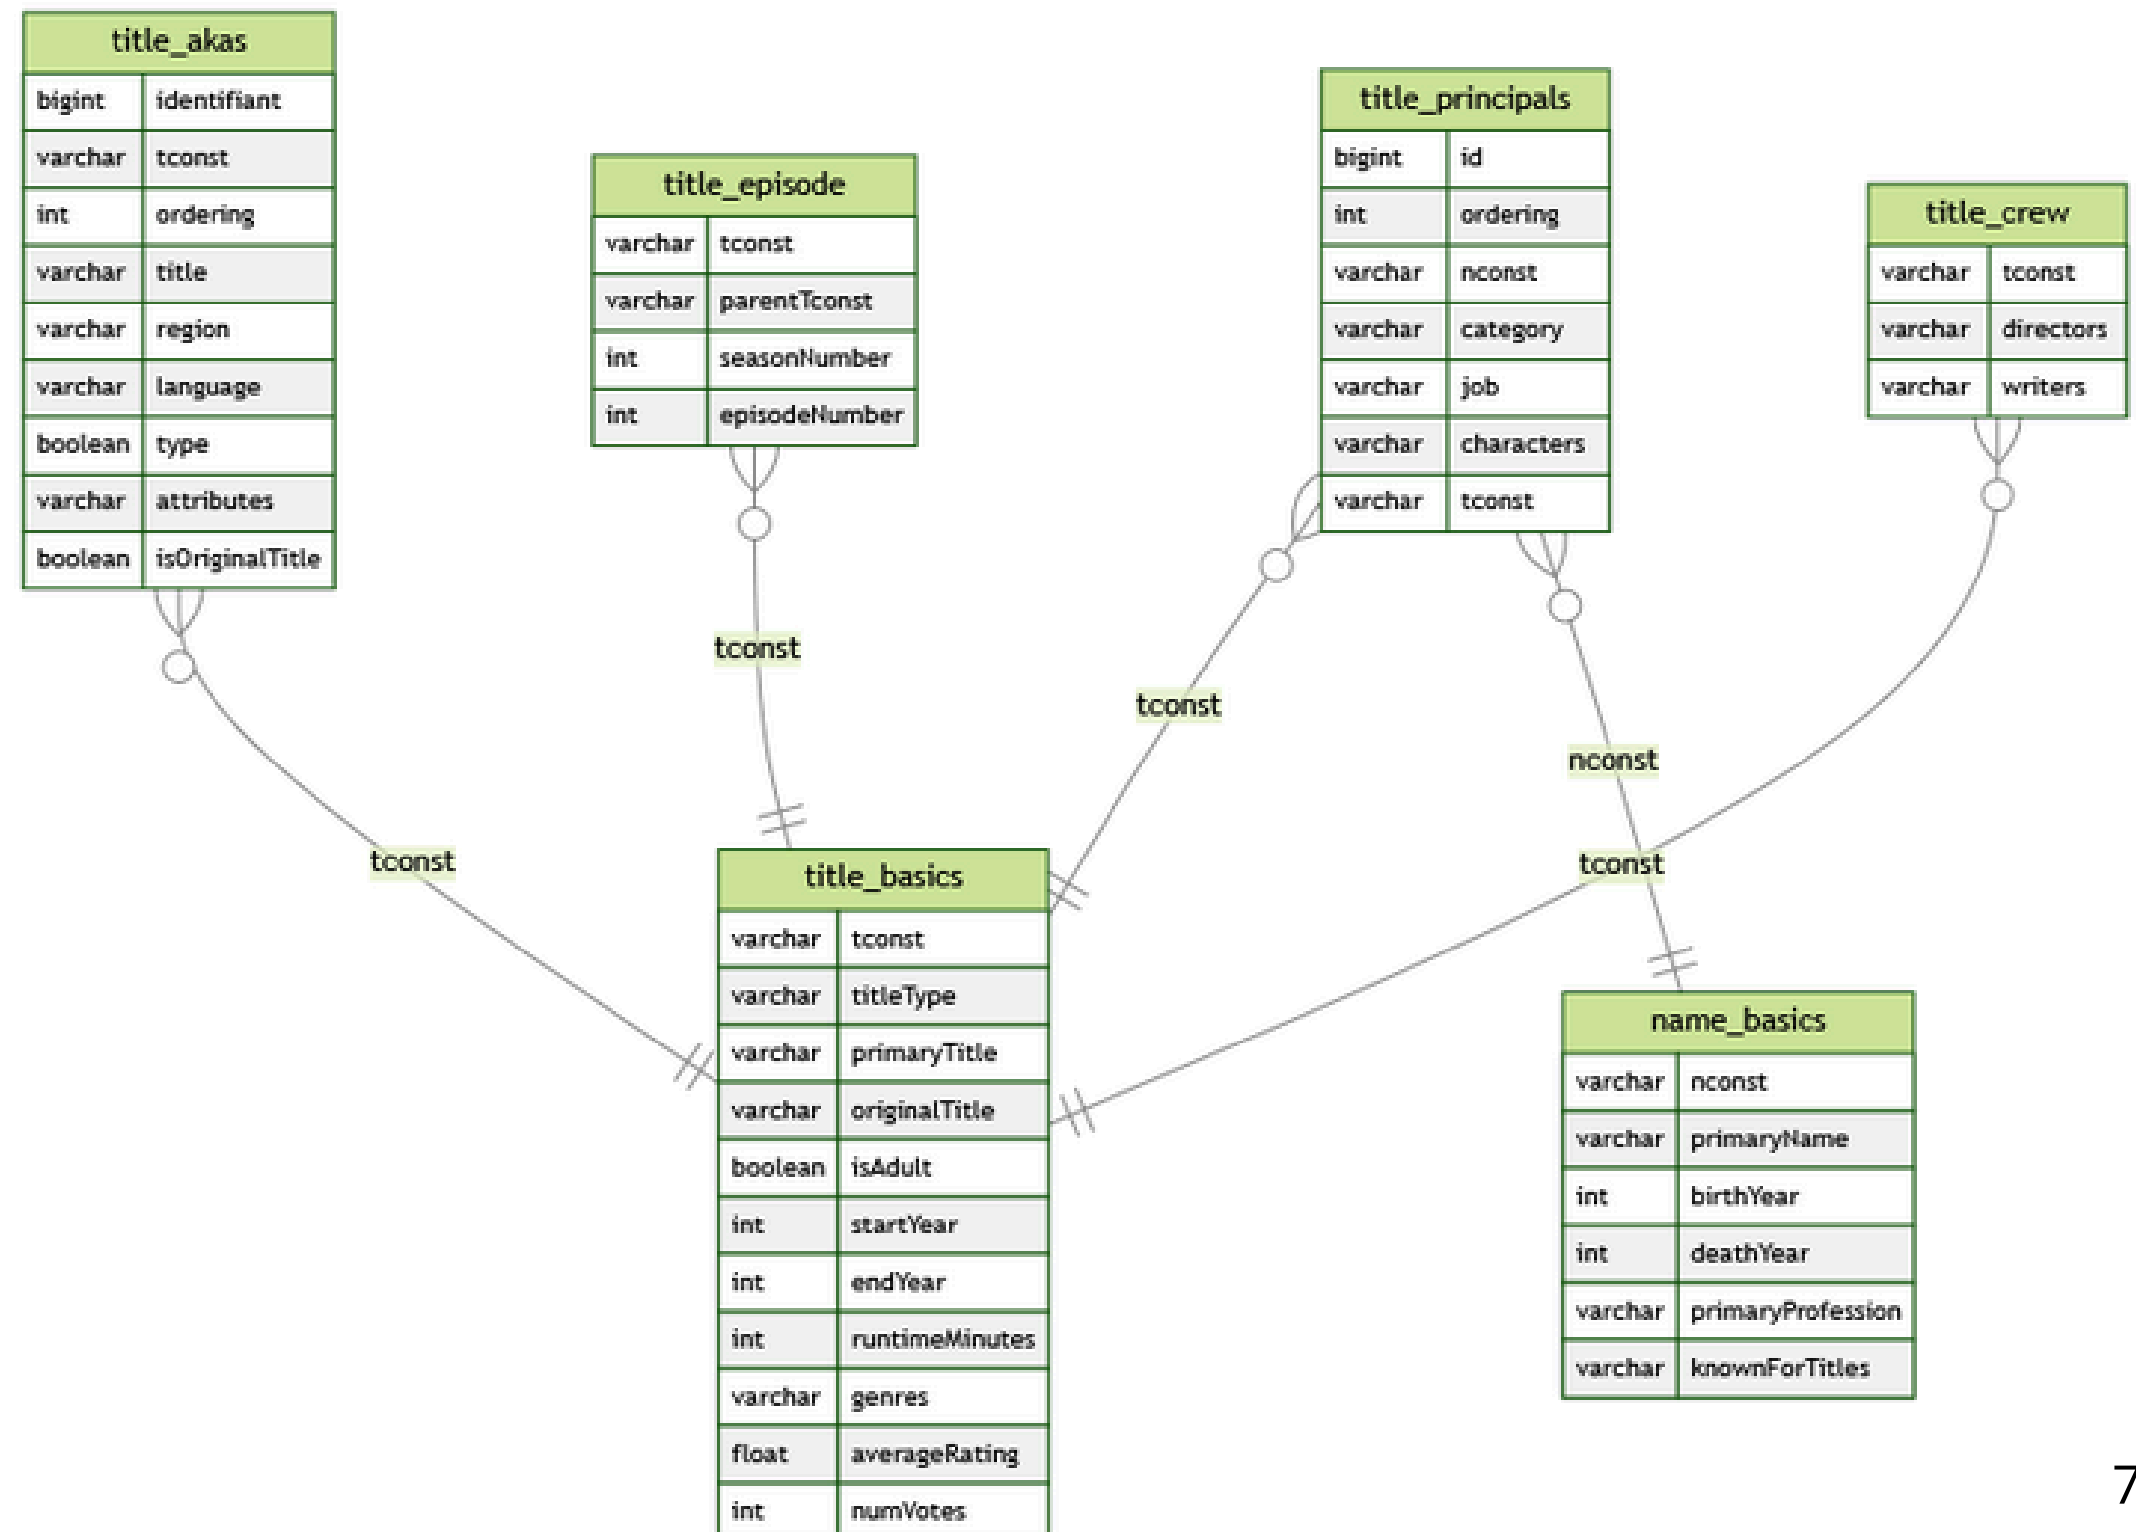 title_akas
bigint identifiant
varchar tconst
int ordering
varchar title
varchar region
varchar language
boolean type
varchar attributes
boolean isOriginalTitle
title_episode
varchar tconst
varchar parentTconst
int seasonNumber
int episodeNumber
title_principals
bigint id
int ordering
varchar nconst
varchar category
varchar job
varchar characters
varchar tconst
title_crew
varchar tconst
varchar directors
varchar writers
tconst
tconst
tconst
nconst
tconst
title_basics
varchar tconst
varchar titleType
varchar primaryTitle
varchar originalTitle
boolean isAdult
int startYear
int endYear
int runtimeMinutes
varchar genres
float averageRating
int numVotes
name_basics
varchar nconst
varchar primaryName
int birthYear
int deathYear
varchar primaryProfession
varchar knownForTitles
7